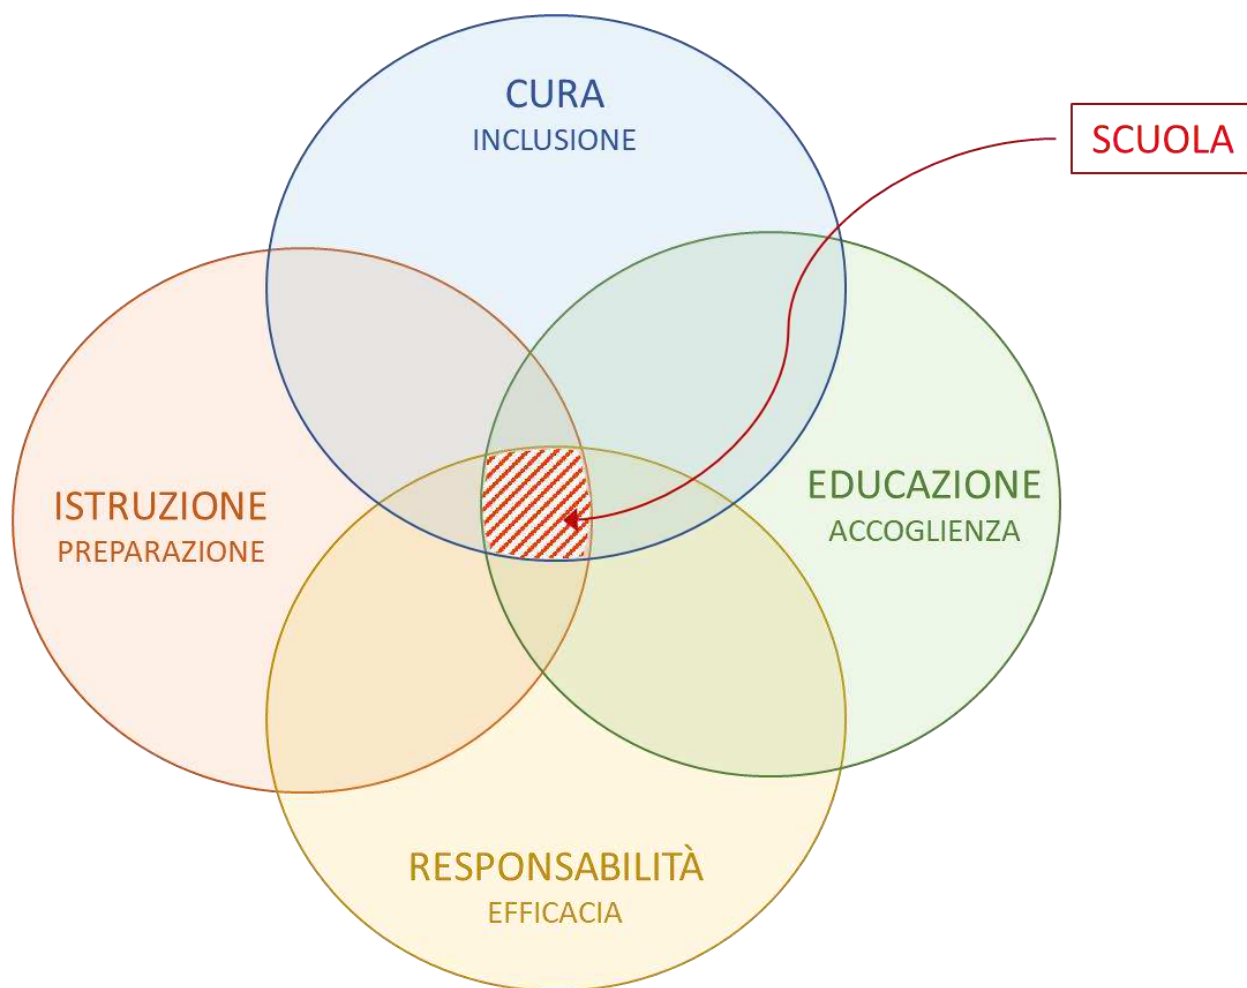 CURA
INCLUSIONE
SCUOLA
ISTRUZIONE
PREPARAZIONE
EDUCAZIONE
ACCOGLIENZA
RESPONSABILITÀ
EFFICACIA